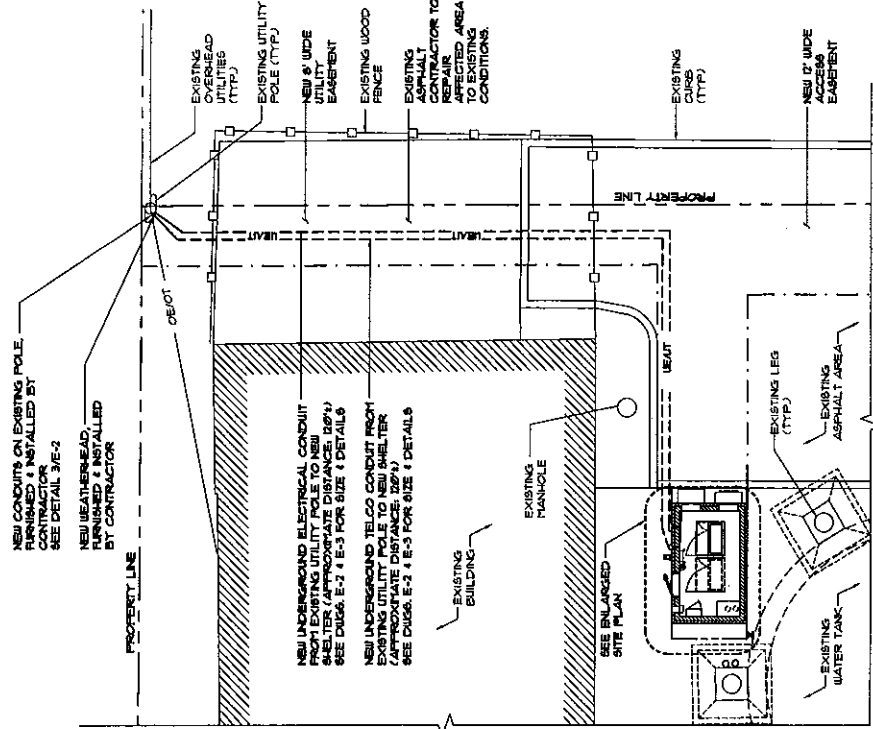 NEW CONDUITS ON EXISTING POLE,
FURNISHED & INSTALLED BY
CONTRACTOR
SEE DETAIL 3/E-2
NEW WEATHERHEAD,
FURNISHED & INSTALLED
BY CONTRACTOR
PROPERTY LINE
OE/OT
EXISTING
OVERHEAD
UTILITIES
(TYP.)
EXISTING UTILITY
POLE (TYP.)
NEW 8' WIDE
UTILITY
EASEMENT
EXISTING WOOD
FENCE
EXISTING
ASPHALT
CONTRACTOR TO
REPAIR
AFFECTED AREA
TO EXISTING
CONDITIONS.
EXISTING
CURB
(TYP.)
NEW 12' WIDE
ACCESS
EASEMENT
UE/UT
UE/UT
PROPERTY LINE
NEW UNDERGROUND ELECTRICAL CONDUIT
FROM EXISTING UTILITY POLE TO NEW
SHELTER (APPROXIMATE DISTANCE: 120'±)
SEE DWGS. E-2 & E-3 FOR SIZE & DETAILS
NEW UNDERGROUND TELCO CONDUIT FROM
EXISTING UTILITY POLE TO NEW SHELTER
(APPROXIMATE DISTANCE: 120'±)
SEE DWGS. E-2 & E-3 FOR SIZE & DETAILS
EXISTING
BUILDING
EXISTING
MANHOLE
UE/UT
EXISTING LEG
(TYP.)
EXISTING
ASPHALT AREA
SEE ENLARGED
SITE PLAN
EXISTING
WATER TANK